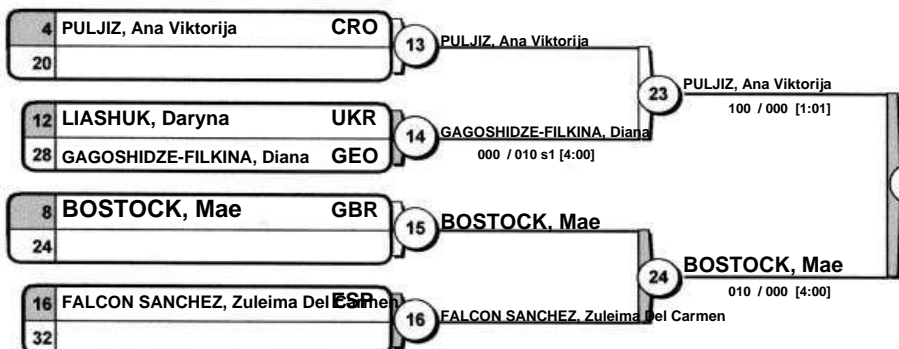 4 PULJIZ, Ana Viktorija CRO
20
13 PULJIZ, Ana Viktorija
23 PULJIZ, Ana Viktorija
100 / 000 [1:01]
12 LIASHUK, Daryna UKR
28 GAGOSHIDZE-FILKINA, Diana GEO
14 GAGOSHIDZE-FILKINA, Diana
000 / 010 s1 [4:00]
8 BOSTOCK, Mae GBR
24
15 BOSTOCK, Mae
24 BOSTOCK, Mae
010 / 000 [4:00]
16 FALCON SANCHEZ, Zuleima Del Carmen ESP
32
16 FALCON SANCHEZ, Zuleima Del Carmen